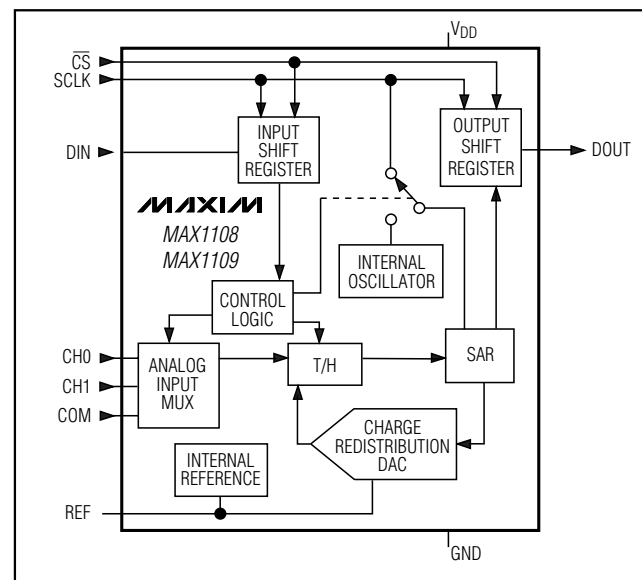 VDD
CS
SCLK
INPUT
SHIFT
REGISTER
OUTPUT
SHIFT
REGISTER
DIN
DOUT
MAXIM
MAX1108
MAX1109
INTERNAL
OSCILLATOR
CONTROL
LOGIC
CH0
CH1
COM
ANALOG
INPUT
MUX
T/H
SAR
CHARGE
REDISTRIBUTION
DAC
INTERNAL
REFERENCE
REF
GND